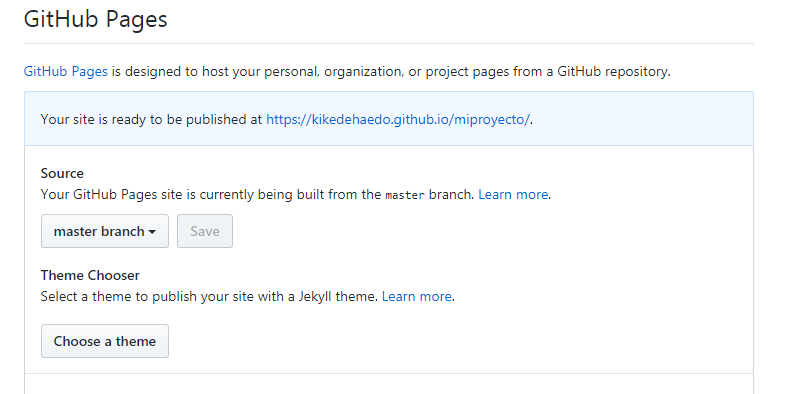 GitHub Pages
GitHub Pages is designed to host your personal, organization, or project pages from a GitHub repository.
Your site is ready to be published at https://kikedehaedo.github.io/miproyecto/.
Source
Your GitHub Pages site is currently being built from the master branch. Learn more.
master branch Save
Theme Chooser
Select a theme to publish your site with a Jekyll theme. Learn more.
Choose a theme